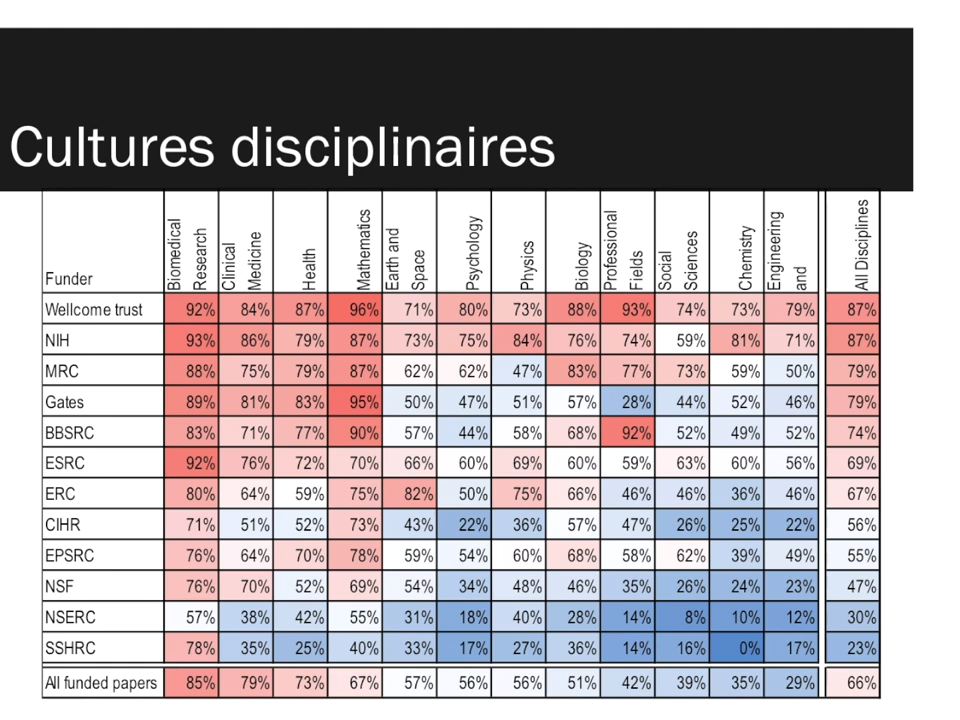 Cultures disciplinaires
Funder Biomedical Research Clinical Medicine Health Mathematics Earth and Space Psychology Physics Biology Professional Fields Social Sciences Chemistry Engineering and All Disciplines
Wellcome trust 92% 84% 87% 96% 71% 80% 73% 88% 93% 74% 73% 79% 87%
NIH 93% 86% 79% 87% 73% 75% 84% 76% 74% 59% 81% 71% 87%
MRC 88% 75% 79% 87% 62% 62% 47% 83% 77% 73% 59% 50% 79%
Gates 89% 81% 83% 95% 50% 47% 51% 57% 28% 44% 52% 46% 79%
BBSRC 83% 71% 77% 90% 57% 44% 58% 68% 92% 52% 49% 52% 74%
ESRC 92% 76% 72% 70% 66% 60% 69% 60% 59% 63% 60% 56% 69%
ERC 80% 64% 59% 75% 82% 50% 75% 66% 46% 46% 36% 46% 67%
CIHR 71% 51% 52% 73% 43% 22% 36% 57% 47% 26% 25% 22% 56%
EPSRC 76% 64% 70% 78% 59% 54% 60% 68% 58% 62% 39% 49% 55%
NSF 76% 70% 52% 69% 54% 34% 48% 46% 35% 26% 24% 23% 47%
NSERC 57% 38% 42% 55% 31% 18% 40% 28% 14% 8% 10% 12% 30%
SSHRC 78% 35% 25% 40% 33% 17% 27% 36% 14% 16% 0% 17% 23%
All funded papers 85% 79% 73% 67% 57% 56% 56% 51% 42% 39% 35% 29% 66%